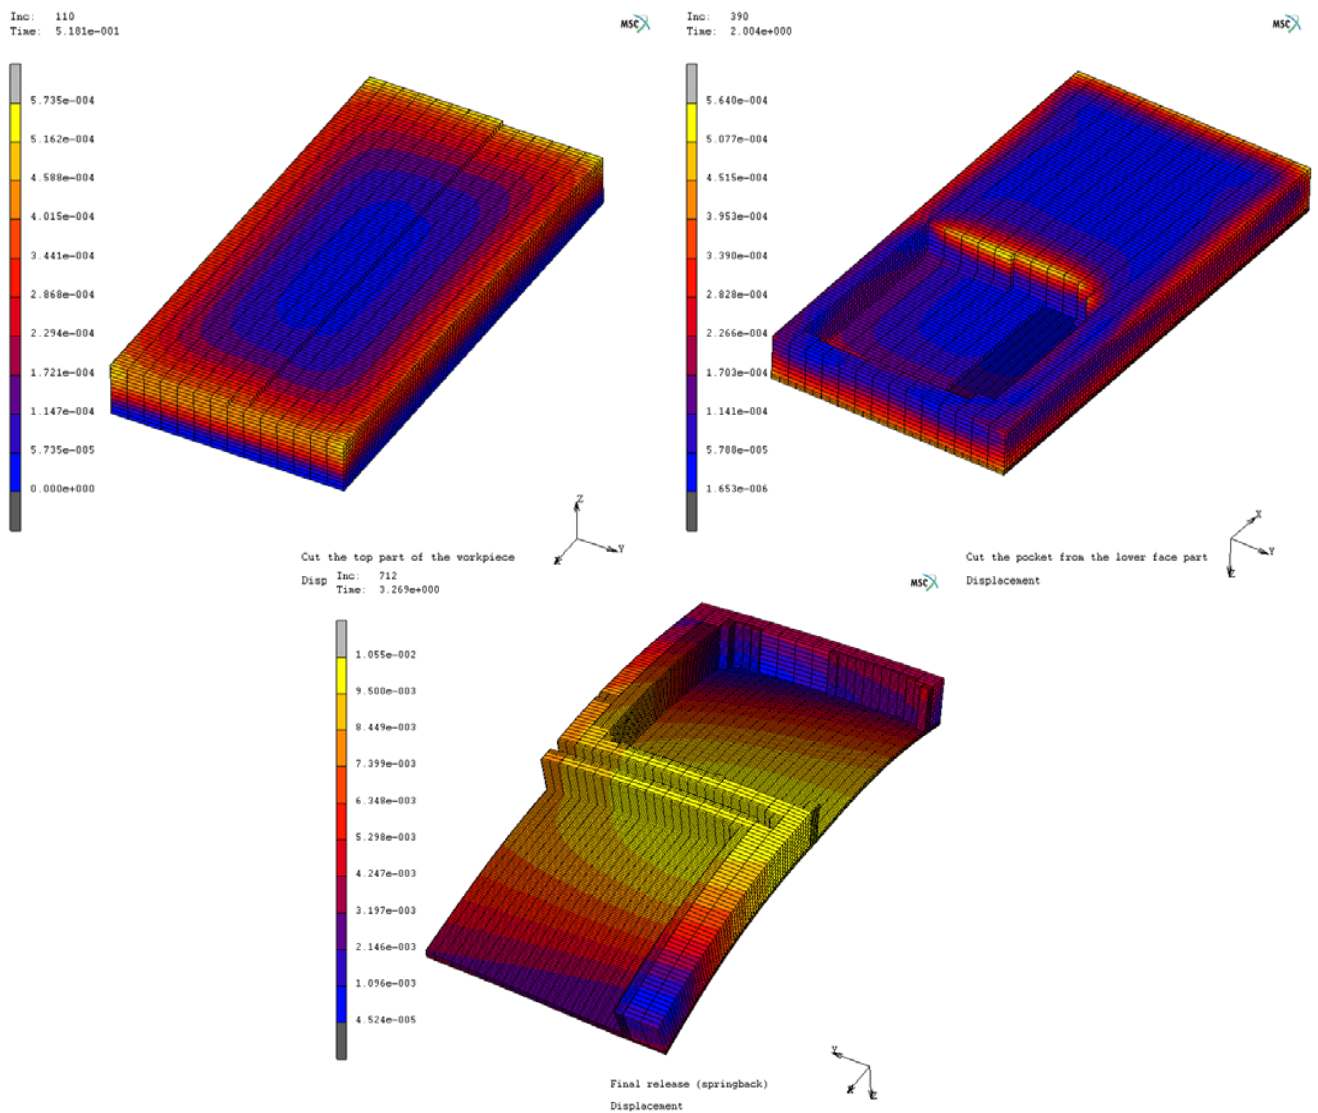 Inc: 110
Time: 5.181e-001
MSC
5.735e-004
5.162e-004
4.588e-004
4.015e-004
3.441e-004
2.868e-004
2.294e-004
1.721e-004
1.147e-004
5.735e-005
0.000e+000
Z
Y
X
Cut the top part of the workpiece
Disp
Inc: 390
Time: 2.004e+000
MSC
5.640e-004
5.077e-004
4.515e-004
3.953e-004
3.390e-004
2.828e-004
2.266e-004
1.703e-004
1.141e-004
5.788e-005
1.653e-006
X
Y
Z
Cut the pocket from the lower face part
Displacement
Inc: 712
Time: 3.269e+000
MSC
1.055e-002
9.500e-003
8.449e-003
7.399e-003
6.348e-003
5.298e-003
4.247e-003
3.197e-003
2.146e-003
1.096e-003
4.524e-005
Y
X
Z
Final release (springback)
Displacement